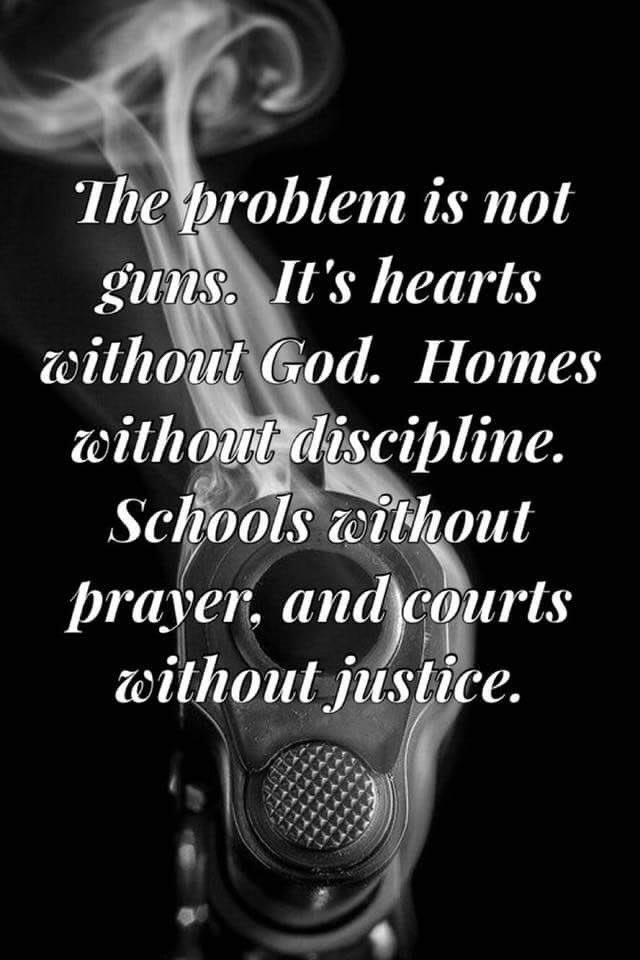 The problem is not
guns. It's hearts
without God. Homes
without discipline.
Schools without
prayer, and courts
without justice.